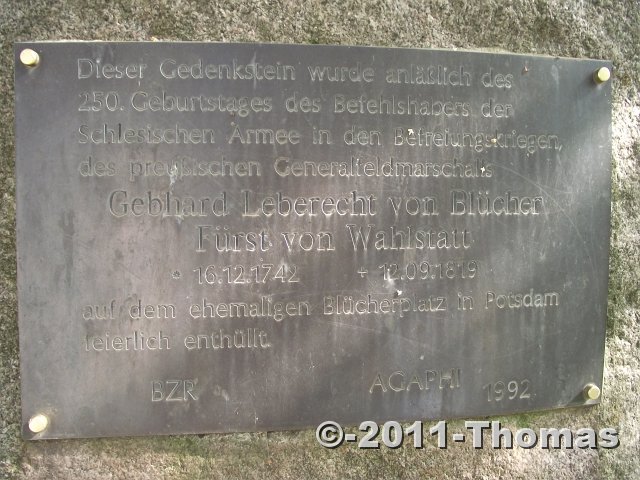 Dieser Gedenkstein wurde anläßlich des
250. Geburtstages des Befehlshabers der
Schlesischen Armee in den Befreiungskriegen,
des preußischen Generalfeldmarschalls
Gebhard Leberecht von Blücher
Fürst von Wahlstatt
* 16.12.1742 + 12.09.1819
auf dem ehemaligen Blücherplatz in Potsdam
feierlich enthüllt.
BZR AGAPHI 1992
©-2011-Thomas